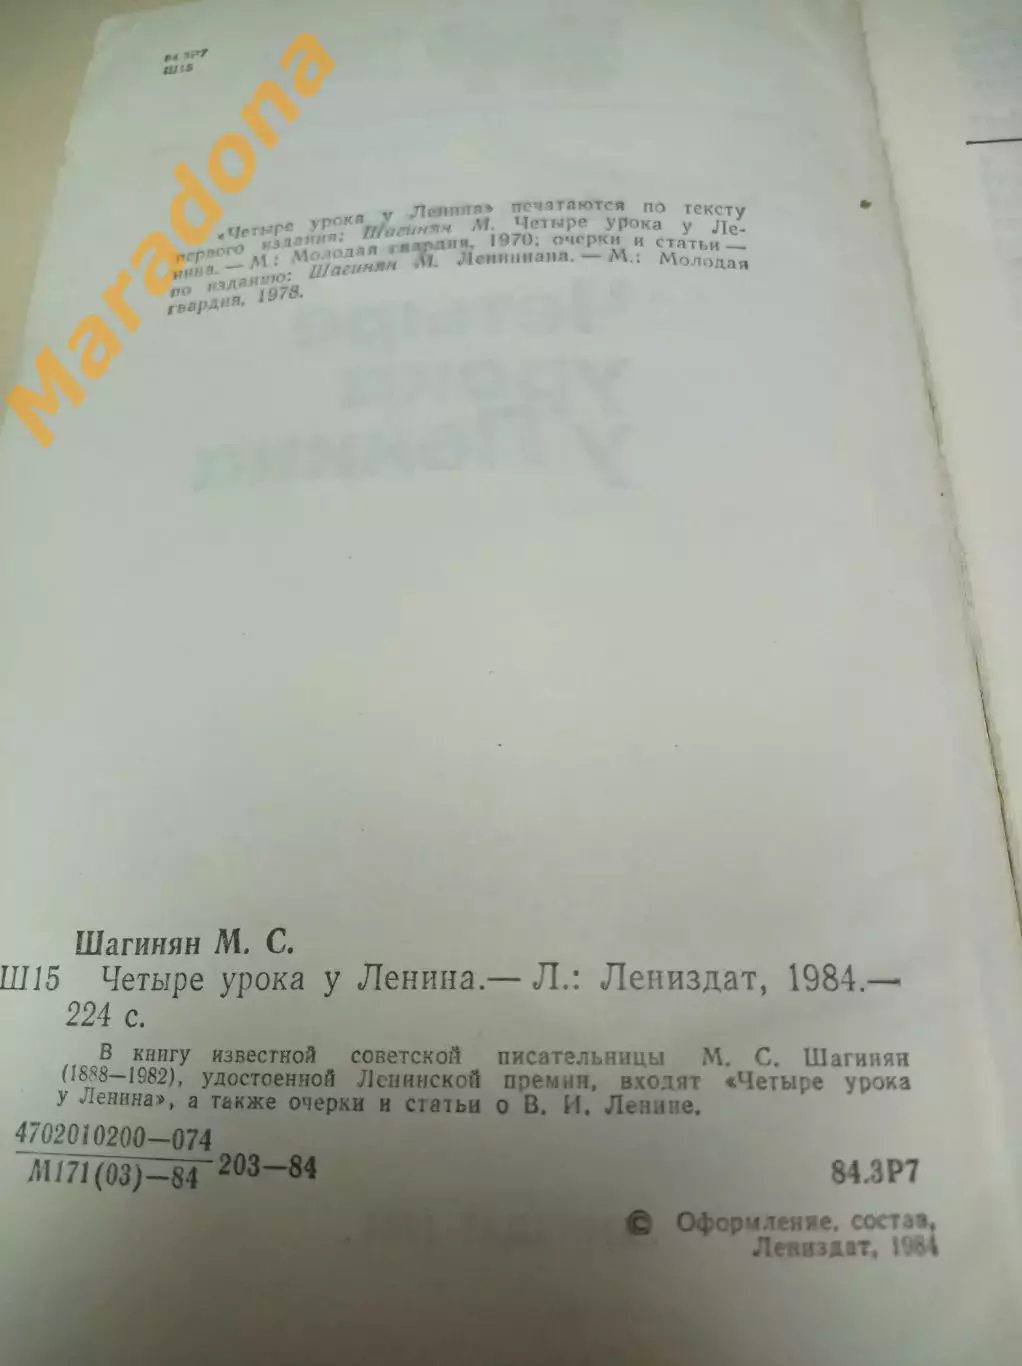 84.3Р7
Ш15
Maradona
«Четыре урока у Ленина» печатаются по тексту
первого издания: Шагинян М. Четыре урока у Ле-
нина. — М.: Молодая гвардия, 1970; очерки и статьи —
по изданию: Шагинян М. Лениниана. — М.: Молодая
гвардия, 1978.
Четыре
урока
у Ленина
Шагинян М. С.
Ш15 Четыре урока у Ленина.— Л.: Лениздат, 1984.—
224 с.
В книгу известной советской писательницы М. С. Шагинян
(1888—1982), удостоенной Ленинской премии, входят «Четыре урока
у Ленина», а также очерки и статьи о В. И. Ленине.
4702010200—074
М171(03)—84 203—84
84.3Р7
© Оформление, состав,
Лениздат, 1984